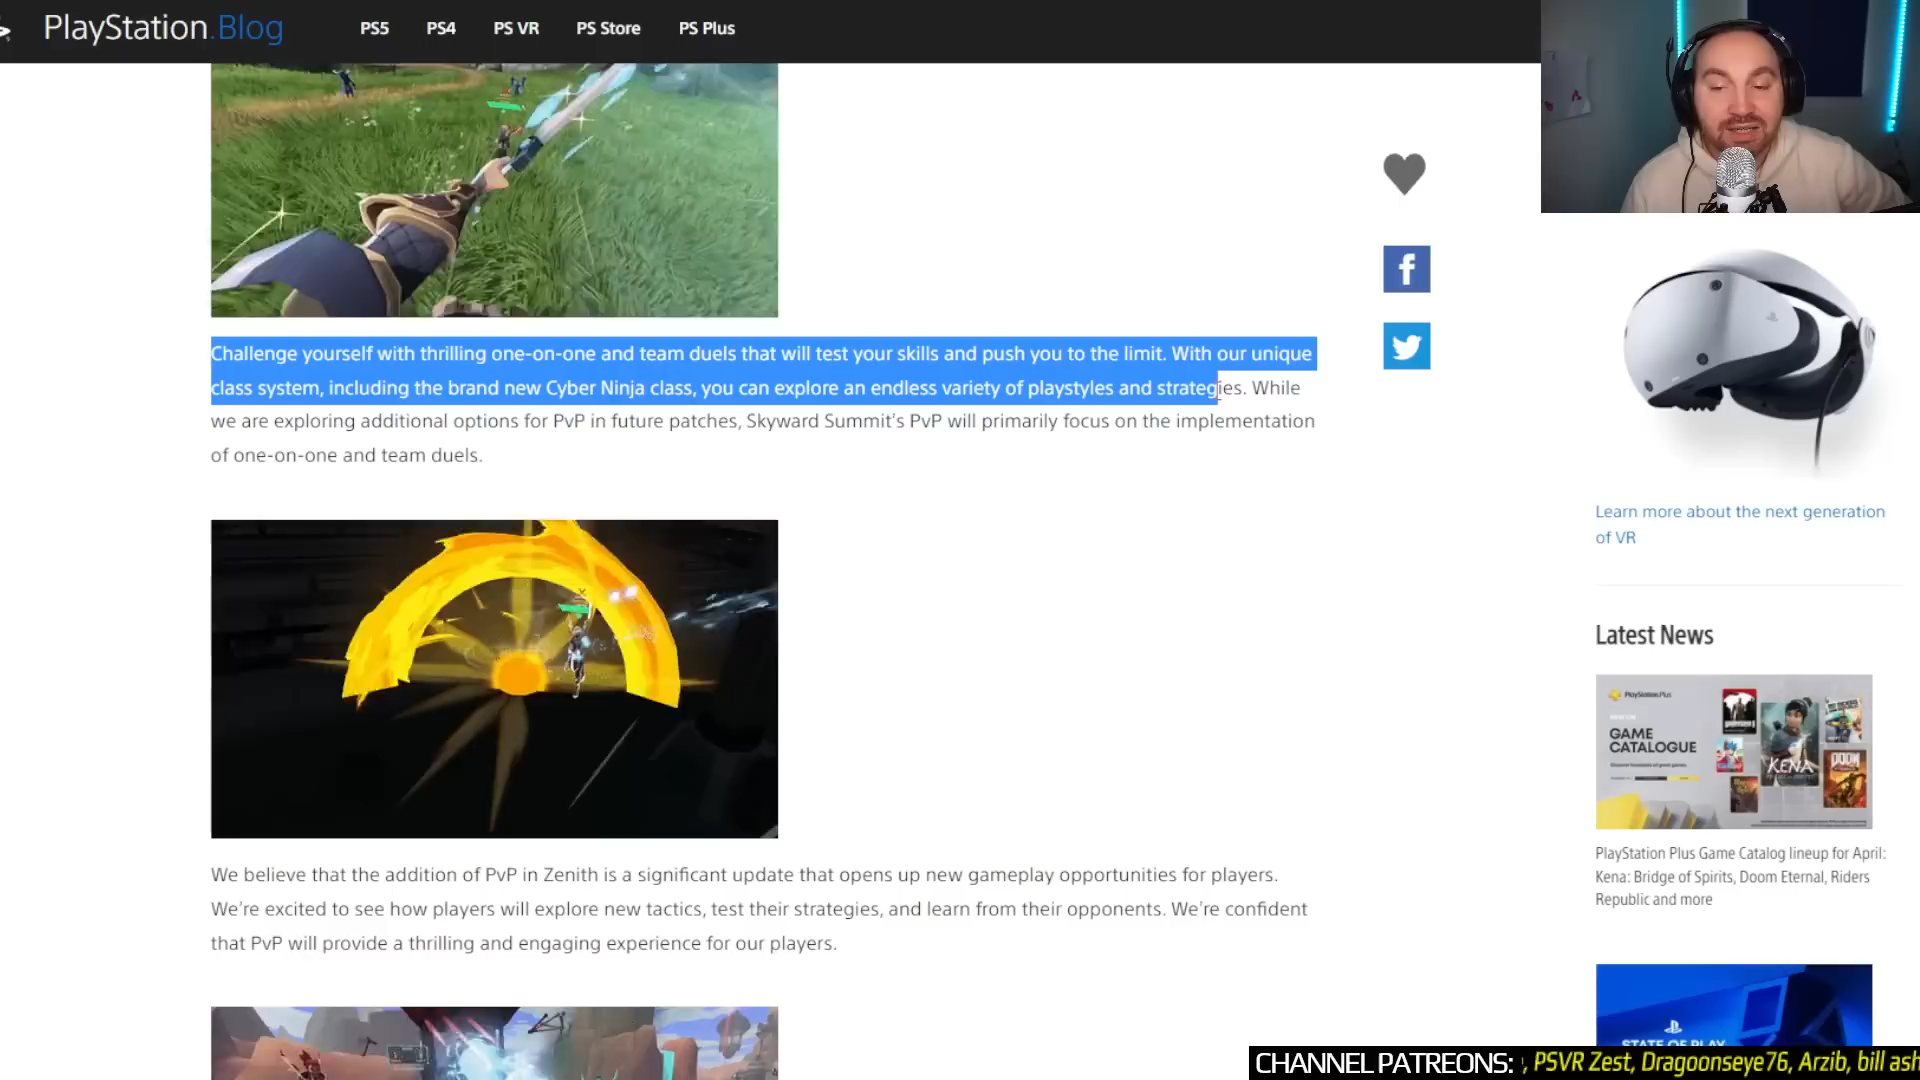 PlayStation.Blog
PS5 PS4 PS VR PS Store PS Plus
Challenge yourself with thrilling one-on-one and team duels that will test your skills and push you to the limit. With our unique
class system, including the brand new Cyber Ninja class, you can explore an endless variety of playstyles and strategies. While
we are exploring additional options for PvP in future patches, Skyward Summit's PvP will primarily focus on the implementation
of one-on-one and team duels.
We believe that the addition of PvP in Zenith is a significant update that opens up new gameplay opportunities for players.
We're excited to see how players will explore new tactics, test their strategies, and learn from their opponents. We're confident
that PvP will provide a thrilling and engaging experience for our players.
Learn more about the next generation
of VR
Latest News
PlayStation Plus
GAME
CATALOGUE
KENA
DOOM
PlayStation Plus Game Catalog lineup for April:
Kena: Bridge of Spirits, Doom Eternal, Riders
Republic and more
STATE OF PLAY
CHANNEL PATREONS: , PSVR Zest, Dragoonseye76, Arzib, bill ash